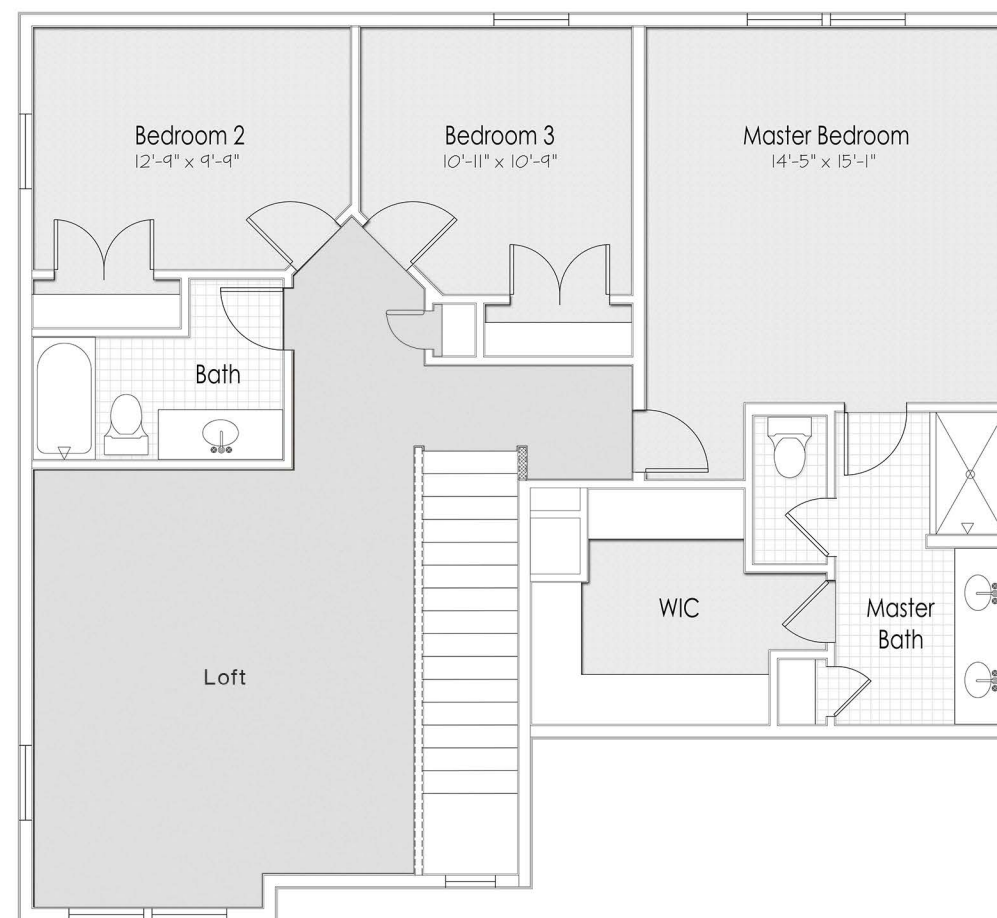 Bedroom 2
12'-9" x 9'-9"
Bedroom 3
10'-11" x 10'-9"
Master Bedroom
14'-5" x 15'-1"
Bath
WIC
Master
Bath
Loft